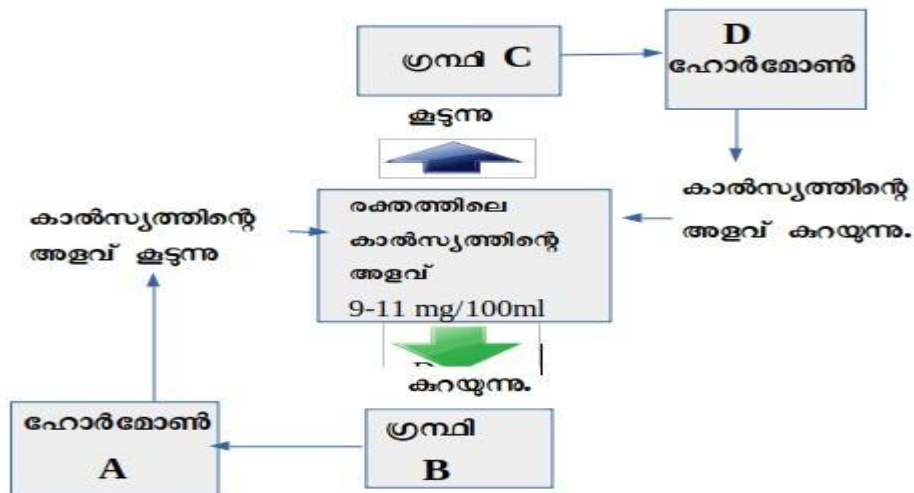 ഗ്രന്ഥി C
D
ഹോർമോൺ
കൂടുന്നു
രക്തത്തിലെ
കാൽസ്യത്തിന്റെ
അളവ്
9-11 mg/100ml
കാൽസ്യത്തിന്റെ
അളവ് കുറയുന്നു.
കാൽസ്യത്തിന്റെ
അളവ് കൂടുന്നു
കുറയുന്നു.
ഹോർമോൺ
A
ഗ്രന്ഥി
B